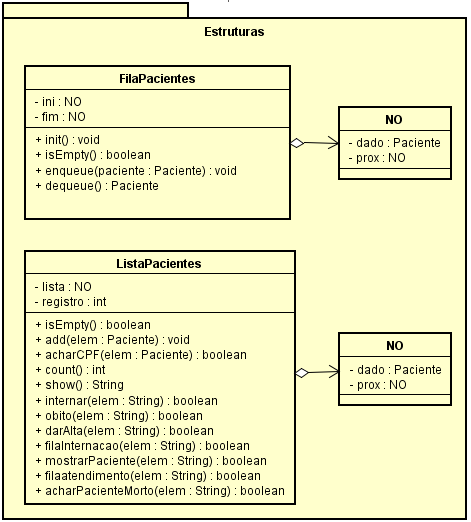 Estruturas
FilaPacientes
- ini : NO
- fim : NO
+ init() : void
+ isEmpty() : boolean
+ enqueue(paciente : Paciente) : void
+ dequeue() : Paciente
NO
- dado : Paciente
- prox : NO
ListaPacientes
- lista : NO
- registro : int
+ isEmpty() : boolean
+ add(elem : Paciente) : void
+ acharCPF(elem : Paciente) : boolean
+ count() : int
+ show() : String
+ internar(elem : String) : boolean
+ obito(elem : String) : boolean
+ darAlta(elem : String) : boolean
+ filaInternacao(elem : String) : boolean
+ mostrarPaciente(elem : String) : boolean
+ filaatendimento(elem : String) : boolean
+ acharPacienteMorto(elem : String) : boolean
NO
- dado : Paciente
- prox : NO